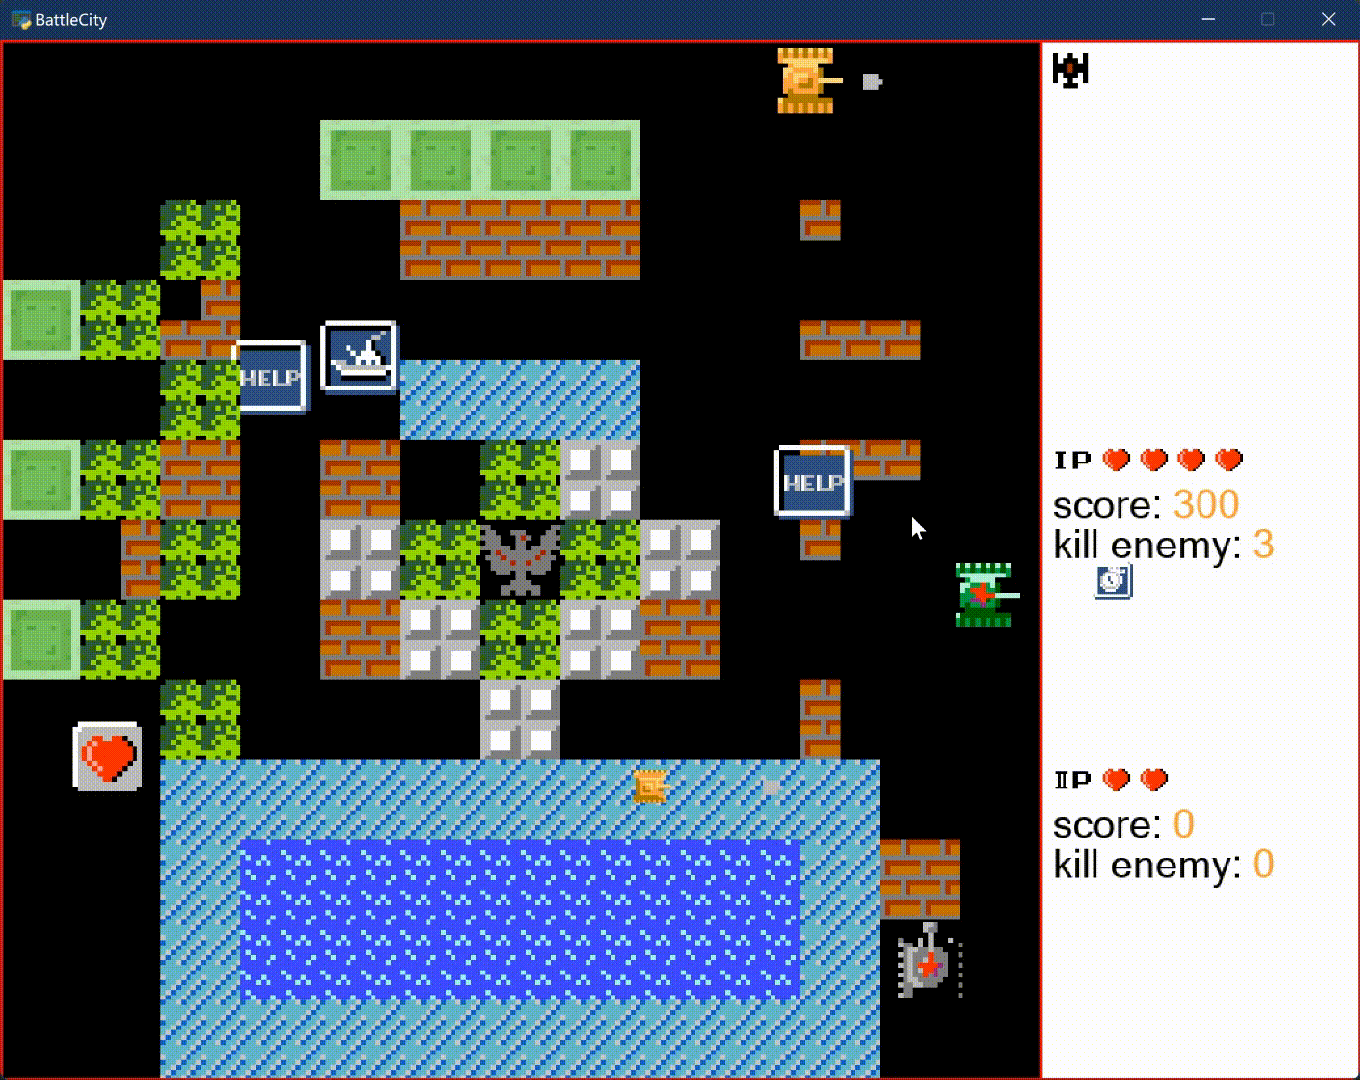 BattleCity
HELP
HELP
IP
score: 300
kill enemy: 3
IIP
score: 0
kill enemy: 0